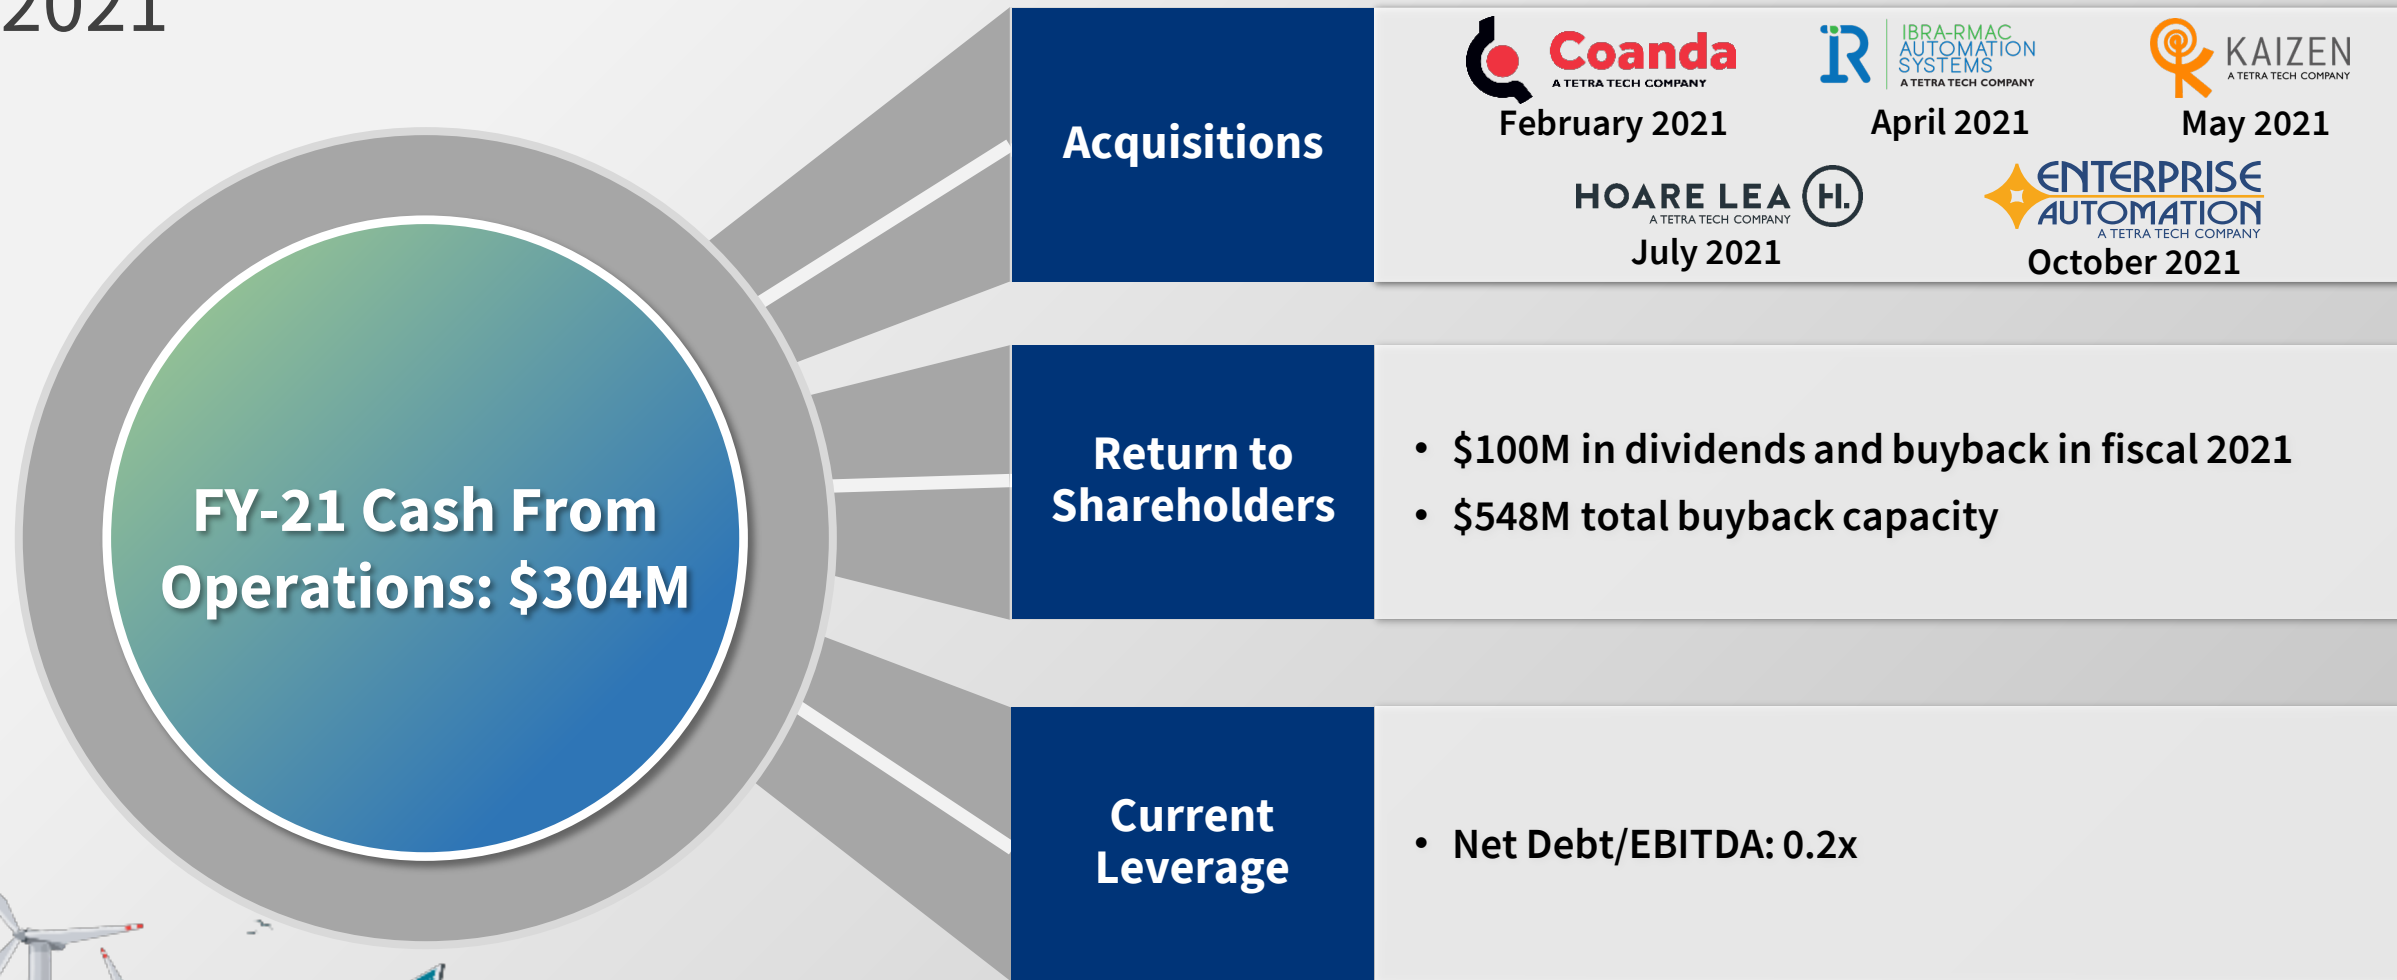 2021
FY-21 Cash From
Operations: $304M
Acquisitions
Coanda
A TETRA TECH COMPANY
February 2021
IR
IBRA-RMAC
AUTOMATION
SYSTEMS
A TETRA TECH COMPANY
April 2021
KAIZEN
A TETRA TECH COMPANY
May 2021
HOARE LEA H.
A TETRA TECH COMPANY
July 2021
ENTERPRISE
AUTOMATION
A TETRA TECH COMPANY
October 2021
Return to
Shareholders
• $100M in dividends and buyback in fiscal 2021
• $548M total buyback capacity
Current
Leverage
• Net Debt/EBITDA: 0.2x